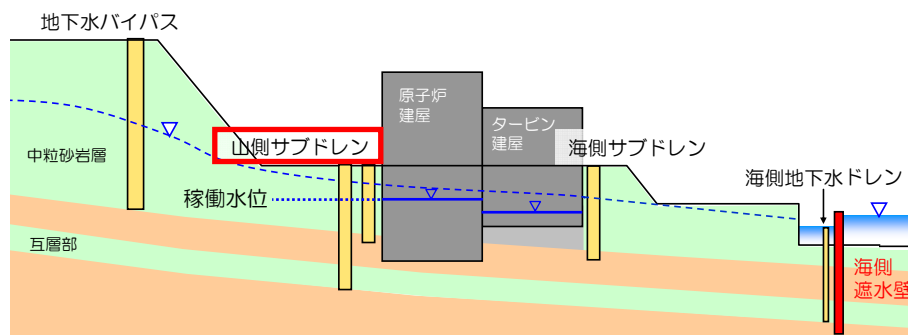 地下水バイパス
原子炉
建屋
タービン
建屋
山側サブドレン
海側サブドレン
中粒砂岩層
海側地下水ドレン
稼働水位
互層部
海側
遮水壁